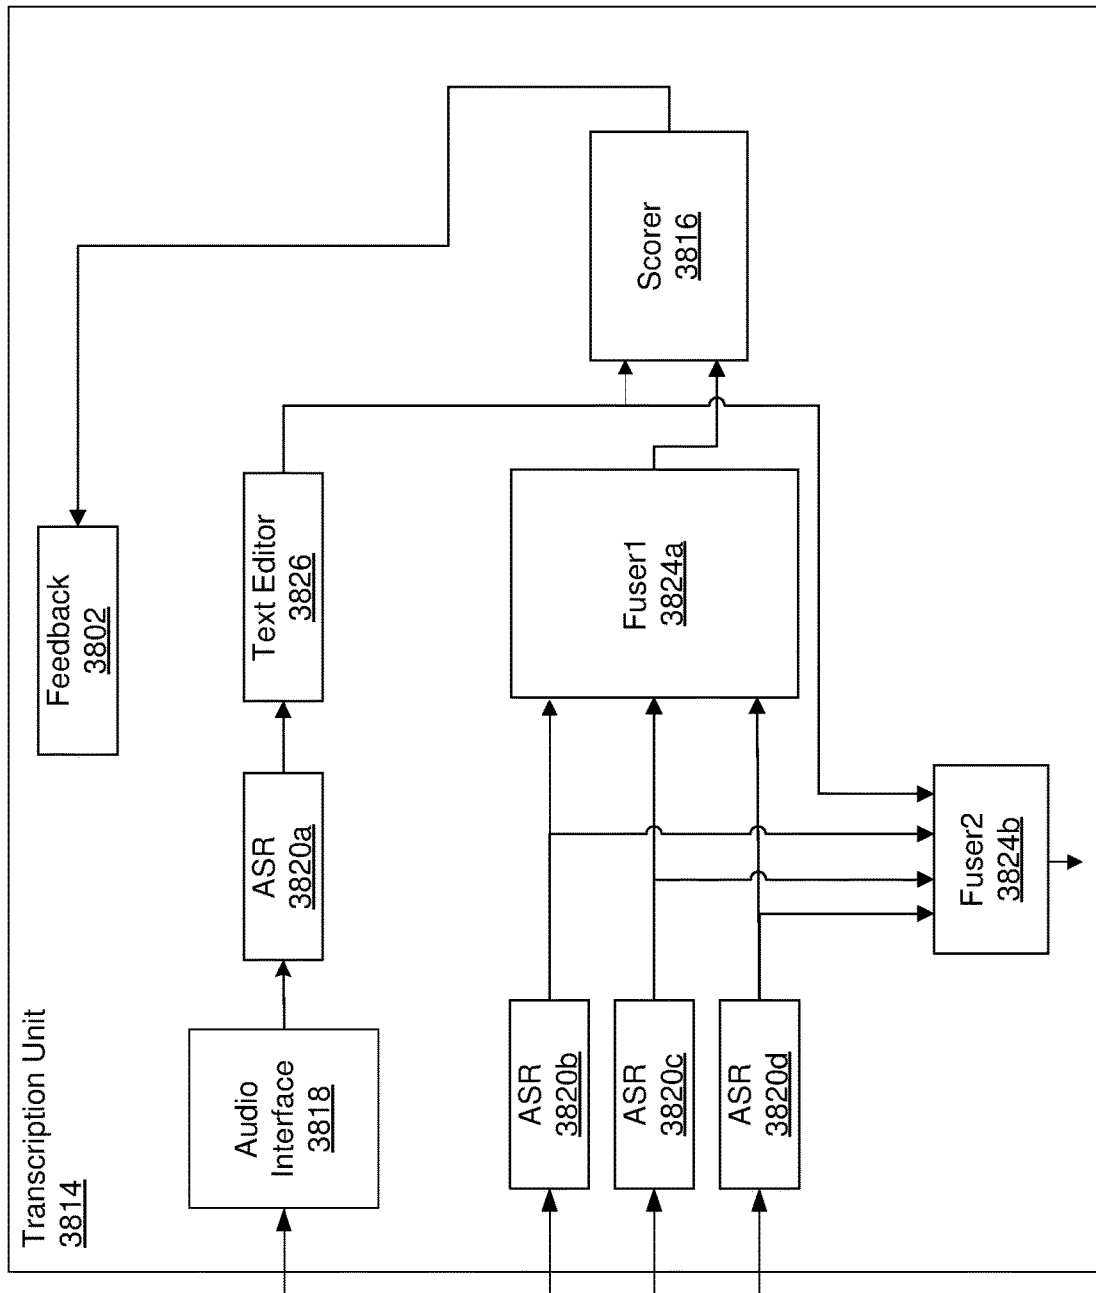 Transcription Unit
3814
Feedback
3802
Audio
Interface
3818
ASR
3820a
Text Editor
3826
Scorer
3816
ASR
3820b
ASR
3820c
ASR
3820d
Fuser1
3824a
Fuser2
3824b